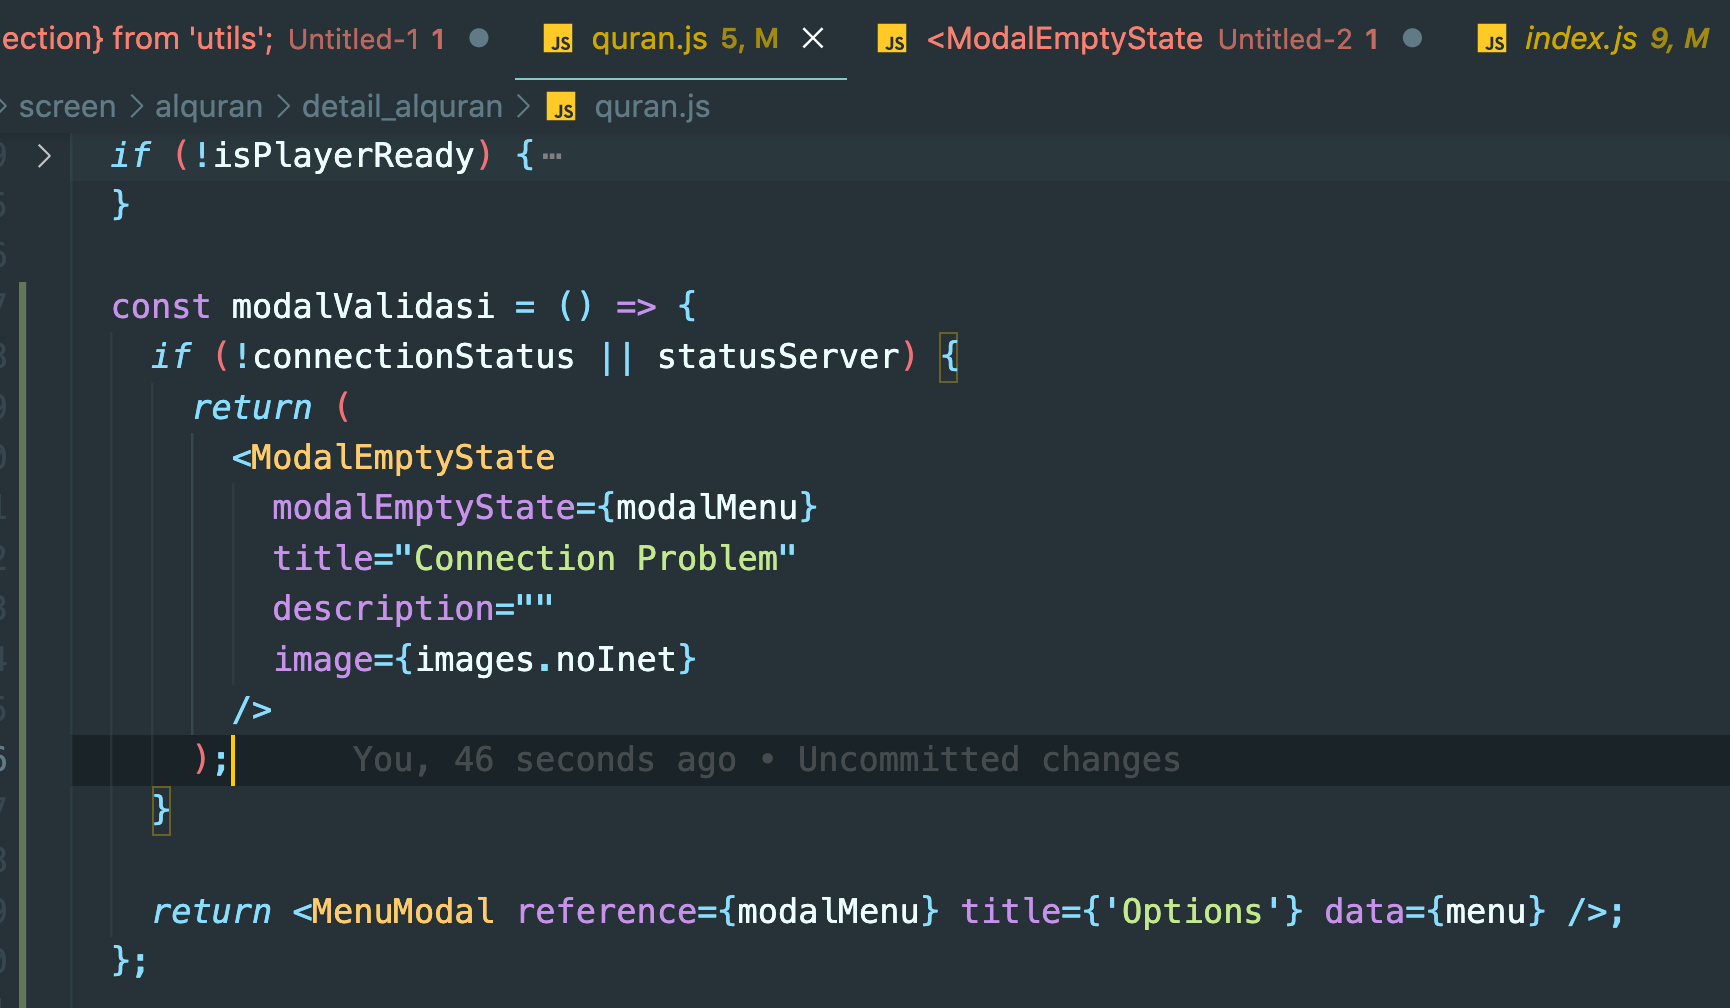 ection} from 'utils'; Untitled-1 1 JS quran.js 5, M JS <ModalEmptyState Untitled-2 1 JS index.js 9, M
screen > alquran > detail_alquran > JS quran.js
if (!isPlayerReady) {
}
const modalValidasi = () => {
if (!connectionStatus || statusServer) {
return (
<ModalEmptyState
modalEmptyState={modalMenu}
title="Connection Problem"
description=""
image={images.noInet}
/>
); You, 46 seconds ago • Uncommitted changes
}
return <MenuModal reference={modalMenu} title={'Options'} data={menu} />;
};